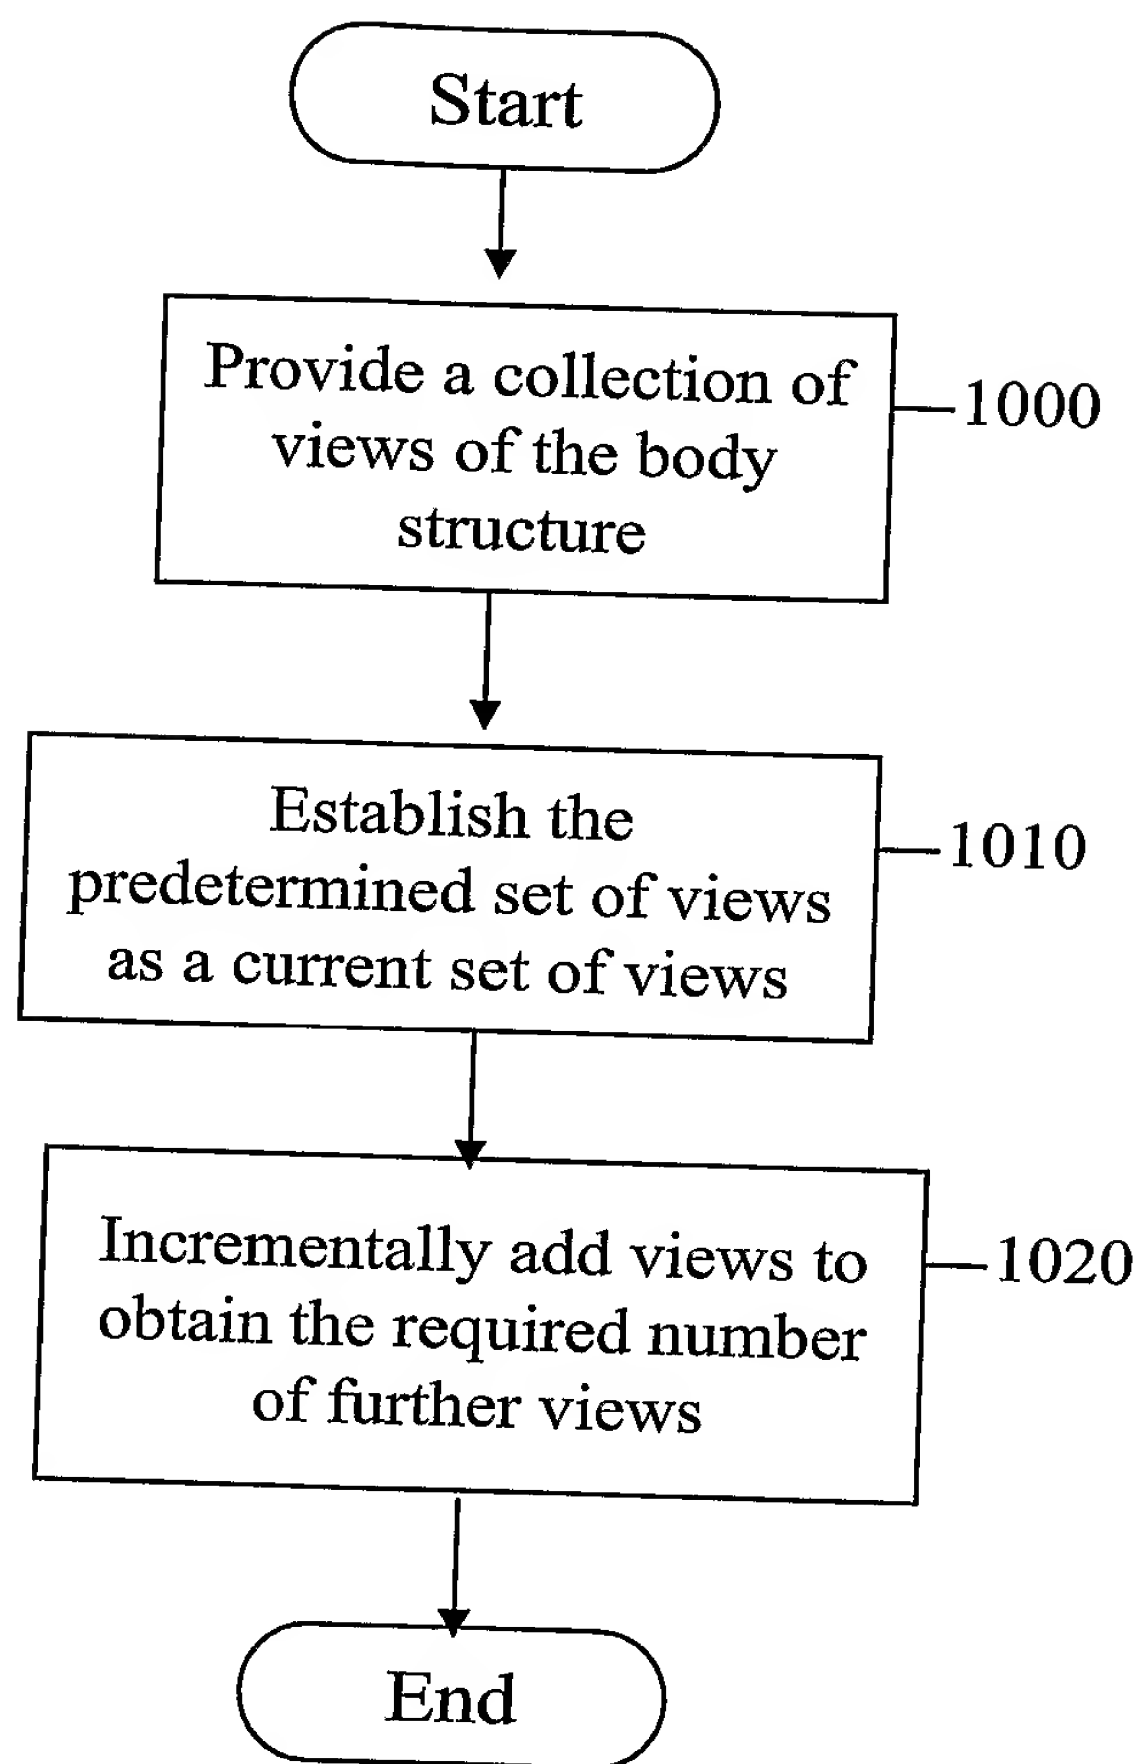 Start
Provide a collection of
views of the body
structure
1000
Establish the
predetermined set of views
as a current set of views
1010
Incrementally add views to
obtain the required number
of further views
1020
End